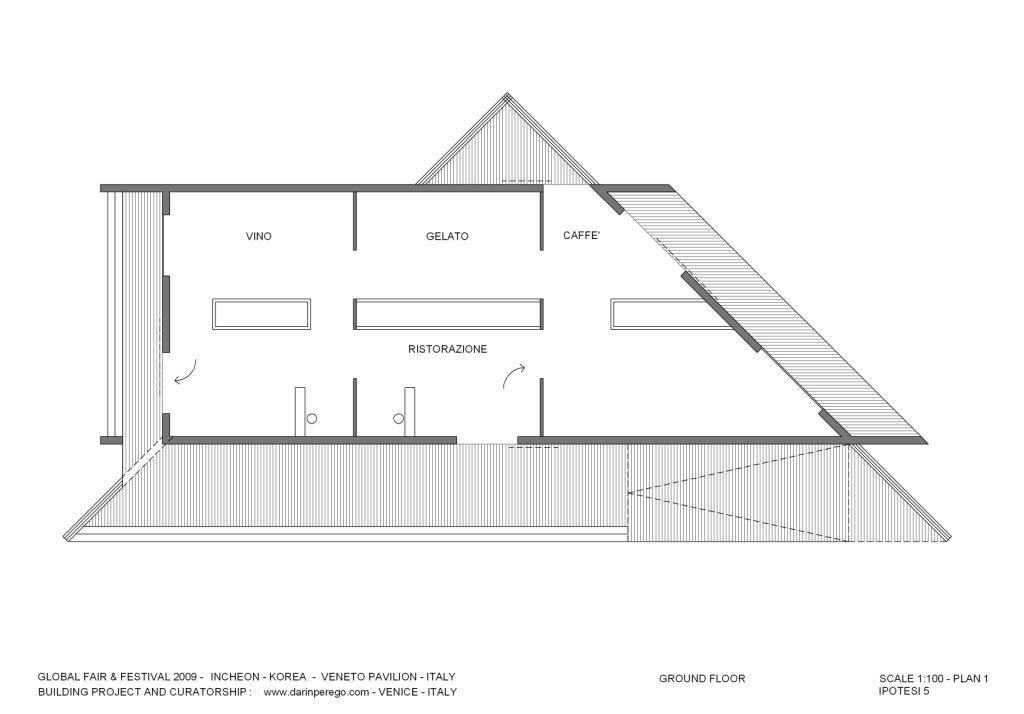 VINO
GELATO
CAFFE'
RISTORAZIONE
GLOBAL FAIR & FESTIVAL 2009 - INCHEON - KOREA - VENETO PAVILION - ITALY
BUILDING PROJECT AND CURATORSHIP : www.darinperego.com - VENICE - ITALY
GROUND FLOOR
SCALE 1:100 - PLAN 1
IPOTESI 5